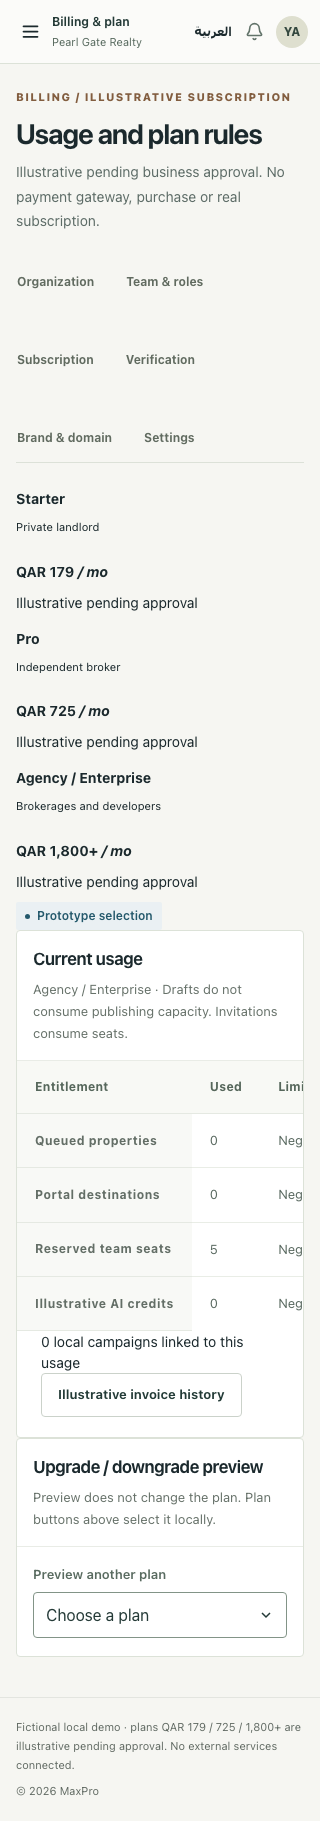 Billing & plan
Pearl Gate Realty
العربية
YA
BILLING / ILLUSTRATIVE SUBSCRIPTION
Usage and plan rules
Illustrative pending business approval. No
payment gateway, purchase or real
subscription.
Organization Team & roles
Subscription Verification
Brand & domain Settings
Starter
Private landlord
QAR 179 / mo
Illustrative pending approval
Pro
Independent broker
QAR 725 / mo
Illustrative pending approval
Agency / Enterprise
Brokerages and developers
QAR 1,800+ / mo
Illustrative pending approval
Prototype selection
Current usage
Agency / Enterprise · Drafts do not
consume publishing capacity. Invitations
consume seats.
Entitlement Used Limi
Queued properties 0 Neg
Portal destinations 0 Neg
Reserved team seats 5 Neg
Illustrative AI credits 0 Neg
0 local campaigns linked to this
usage
Illustrative invoice history
Upgrade / downgrade preview
Preview does not change the plan. Plan
buttons above select it locally.
Preview another plan
Choose a plan
Fictional local demo · plans QAR 179 / 725 / 1,800+ are
illustrative pending approval. No external services
connected.
© 2026 MaxPro